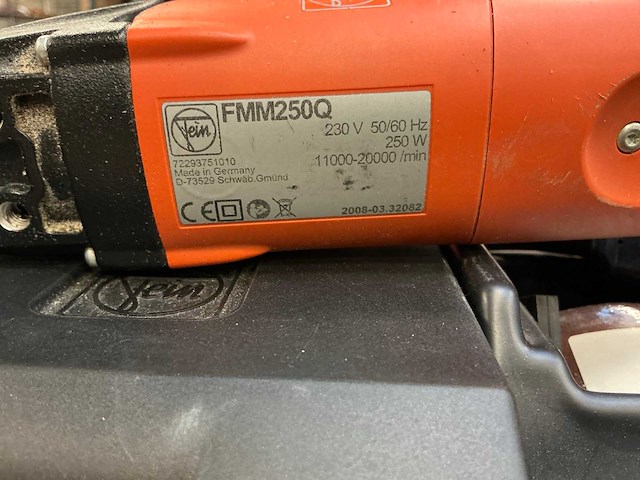 FMM250Q
Fein
230 V 50/60 Hz
250 W
72293751010
11000-20000 /min
Made in Germany
D-73529 Schwäb.Gmünd
CE
2008-03.32082
Fein